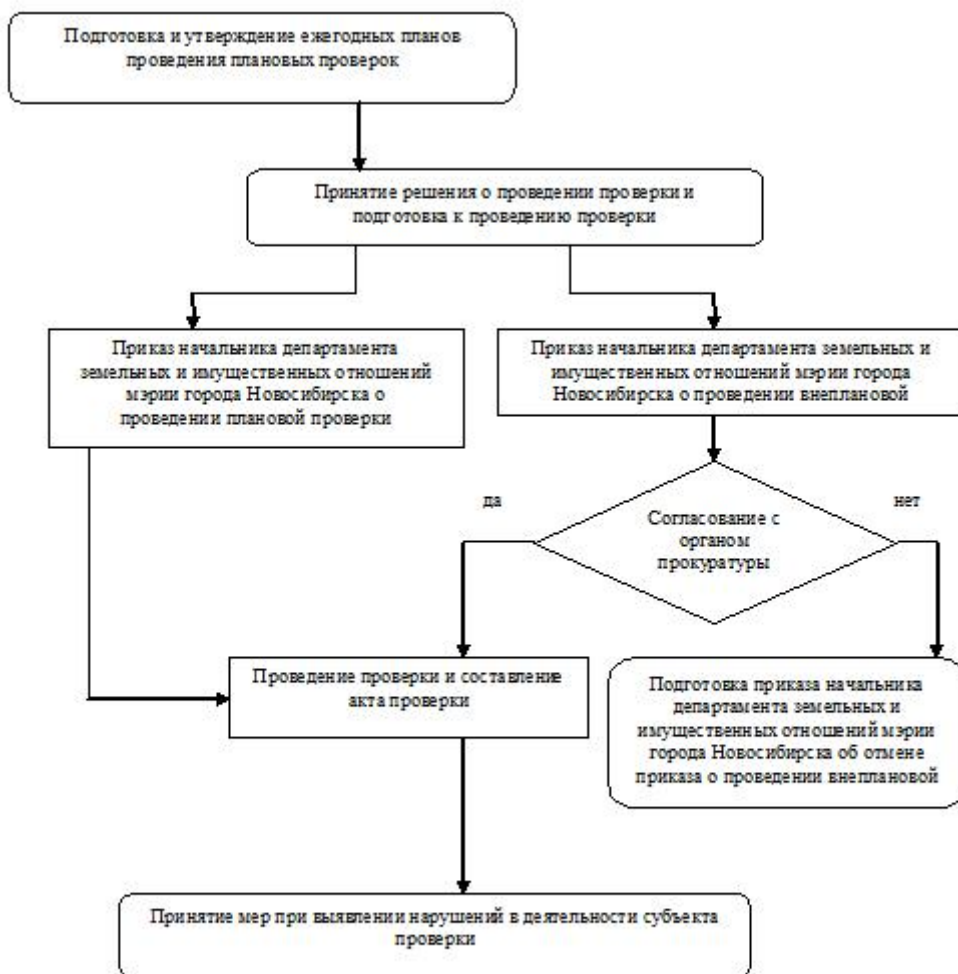 Подготовка и утверждение ежегодных планов
проведения плановых проверок
Принятие решения о проведении проверки и
подготовка к проведению проверки
Приказ начальника департамента
земельных и имущественных отношений
мэрии города Новосибирска о
проведении плановой проверки
Приказ начальника департамента земельных и
имущественных отношений мэрии города
Новосибирска о проведении внеплановой
да
нет
Согласование с
органом
прокуратуры
Проведение проверки и составление
акта проверки
Подготовка приказа начальника
департамента земельных и
имущественных отношений мэрии
города Новосибирска об отмене
приказа о проведении внеплановой
Принятие мер при выявлении нарушений в деятельности субъекта
проверки